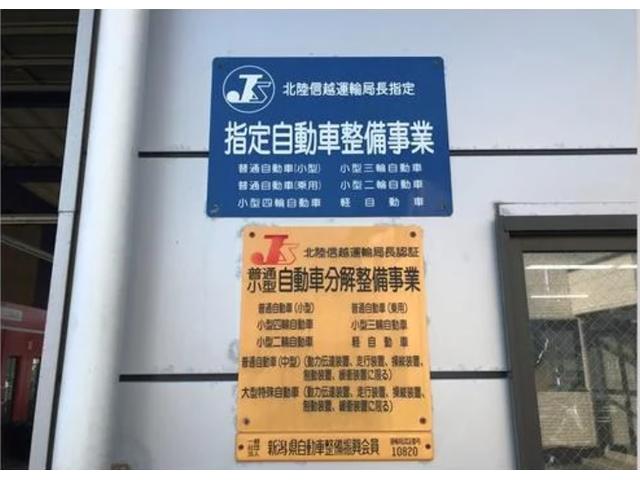 JS 北陸信越運輸局長指定
指定自動車整備事業
普通自動車(小型) 小型三輪自動車
普通自動車(乗用) 小型二輪自動車
小型四輪自動車 軽自動車
JS 北陸信越運輸局長認証
普通 小型 自動車分解整備事業
普通自動車(小型) 普通自動車(乗用)
小型四輪自動車 小型三輪自動車
小型二輪自動車 軽自動車
普通自動車(中型)(動力伝達装置、走行装置、操縦装置、
制動装置、緩衝装置に限る)
大型特殊自動車(動力伝達装置、走行装置、操縦装置、
制動装置、緩衝装置に限る)
一般社団法人 新潟県自動車整備振興会員
10820